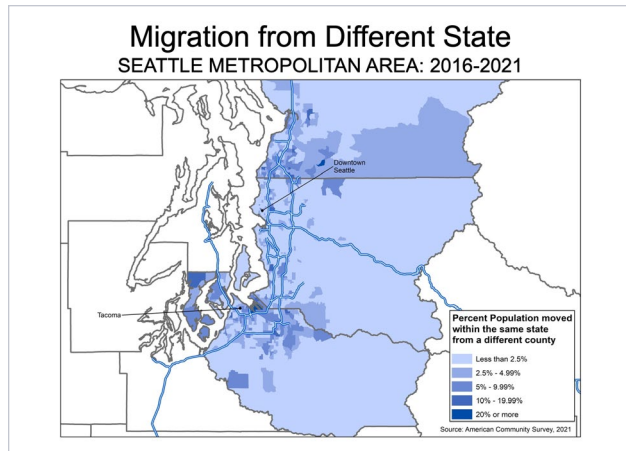 Migration from Different State
SEATTLE METROPOLITAN AREA: 2016-2021
Downtown
Seattle
Tacoma
Percent Population moved
within the same state
from a different county
Less than 2.5%
2.5% - 4.99%
5% - 9.99%
10% - 19.99%
20% or more
Source: American Community Survey, 2021